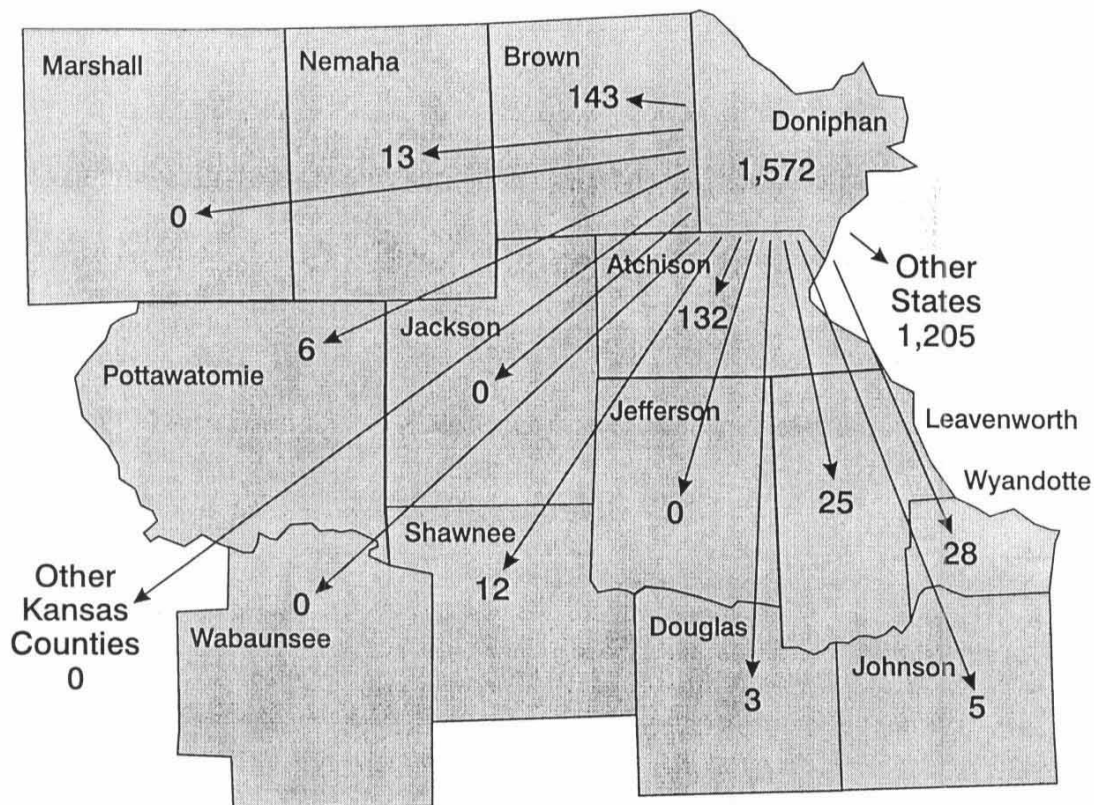 Marshall
Nemaha
Brown
143
Doniphan
13
1,572
0
Atchison
Other
States
1,205
132
Jackson
6
Pottawatomie
0
Jefferson
Leavenworth
Wyandotte
0
25
Shawnee
28
12
Other
Kansas
Counties
0
0
Wabaunsee
Douglas
Johnson
3
5